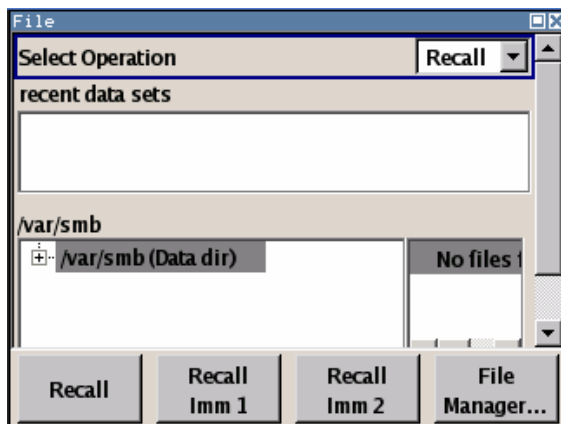 File
Select Operation Recall
recent data sets
/var/smb
/var/smb (Data dir) No files
Recall Recall Imm 1 Recall Imm 2 File Manager...